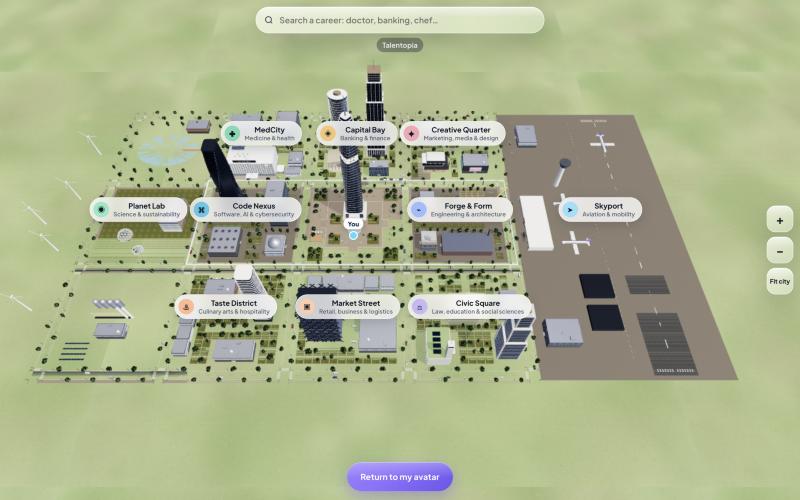 Search a career: doctor, banking, chef...
Talentopia
MedCity
Medicine & health
Capital Bay
Banking & finance
Creative Quarter
Marketing, media & design
Planet Lab
Science & sustainability
Code Nexus
Software, AI & cybersecurity
You
Forge & Form
Engineering & architecture
Skyport
Aviation & mobility
+
−
Fit city
Taste District
Culinary arts & hospitality
Market Street
Retail, business & logistics
Civic Square
Law, education & social sciences
Return to my avatar